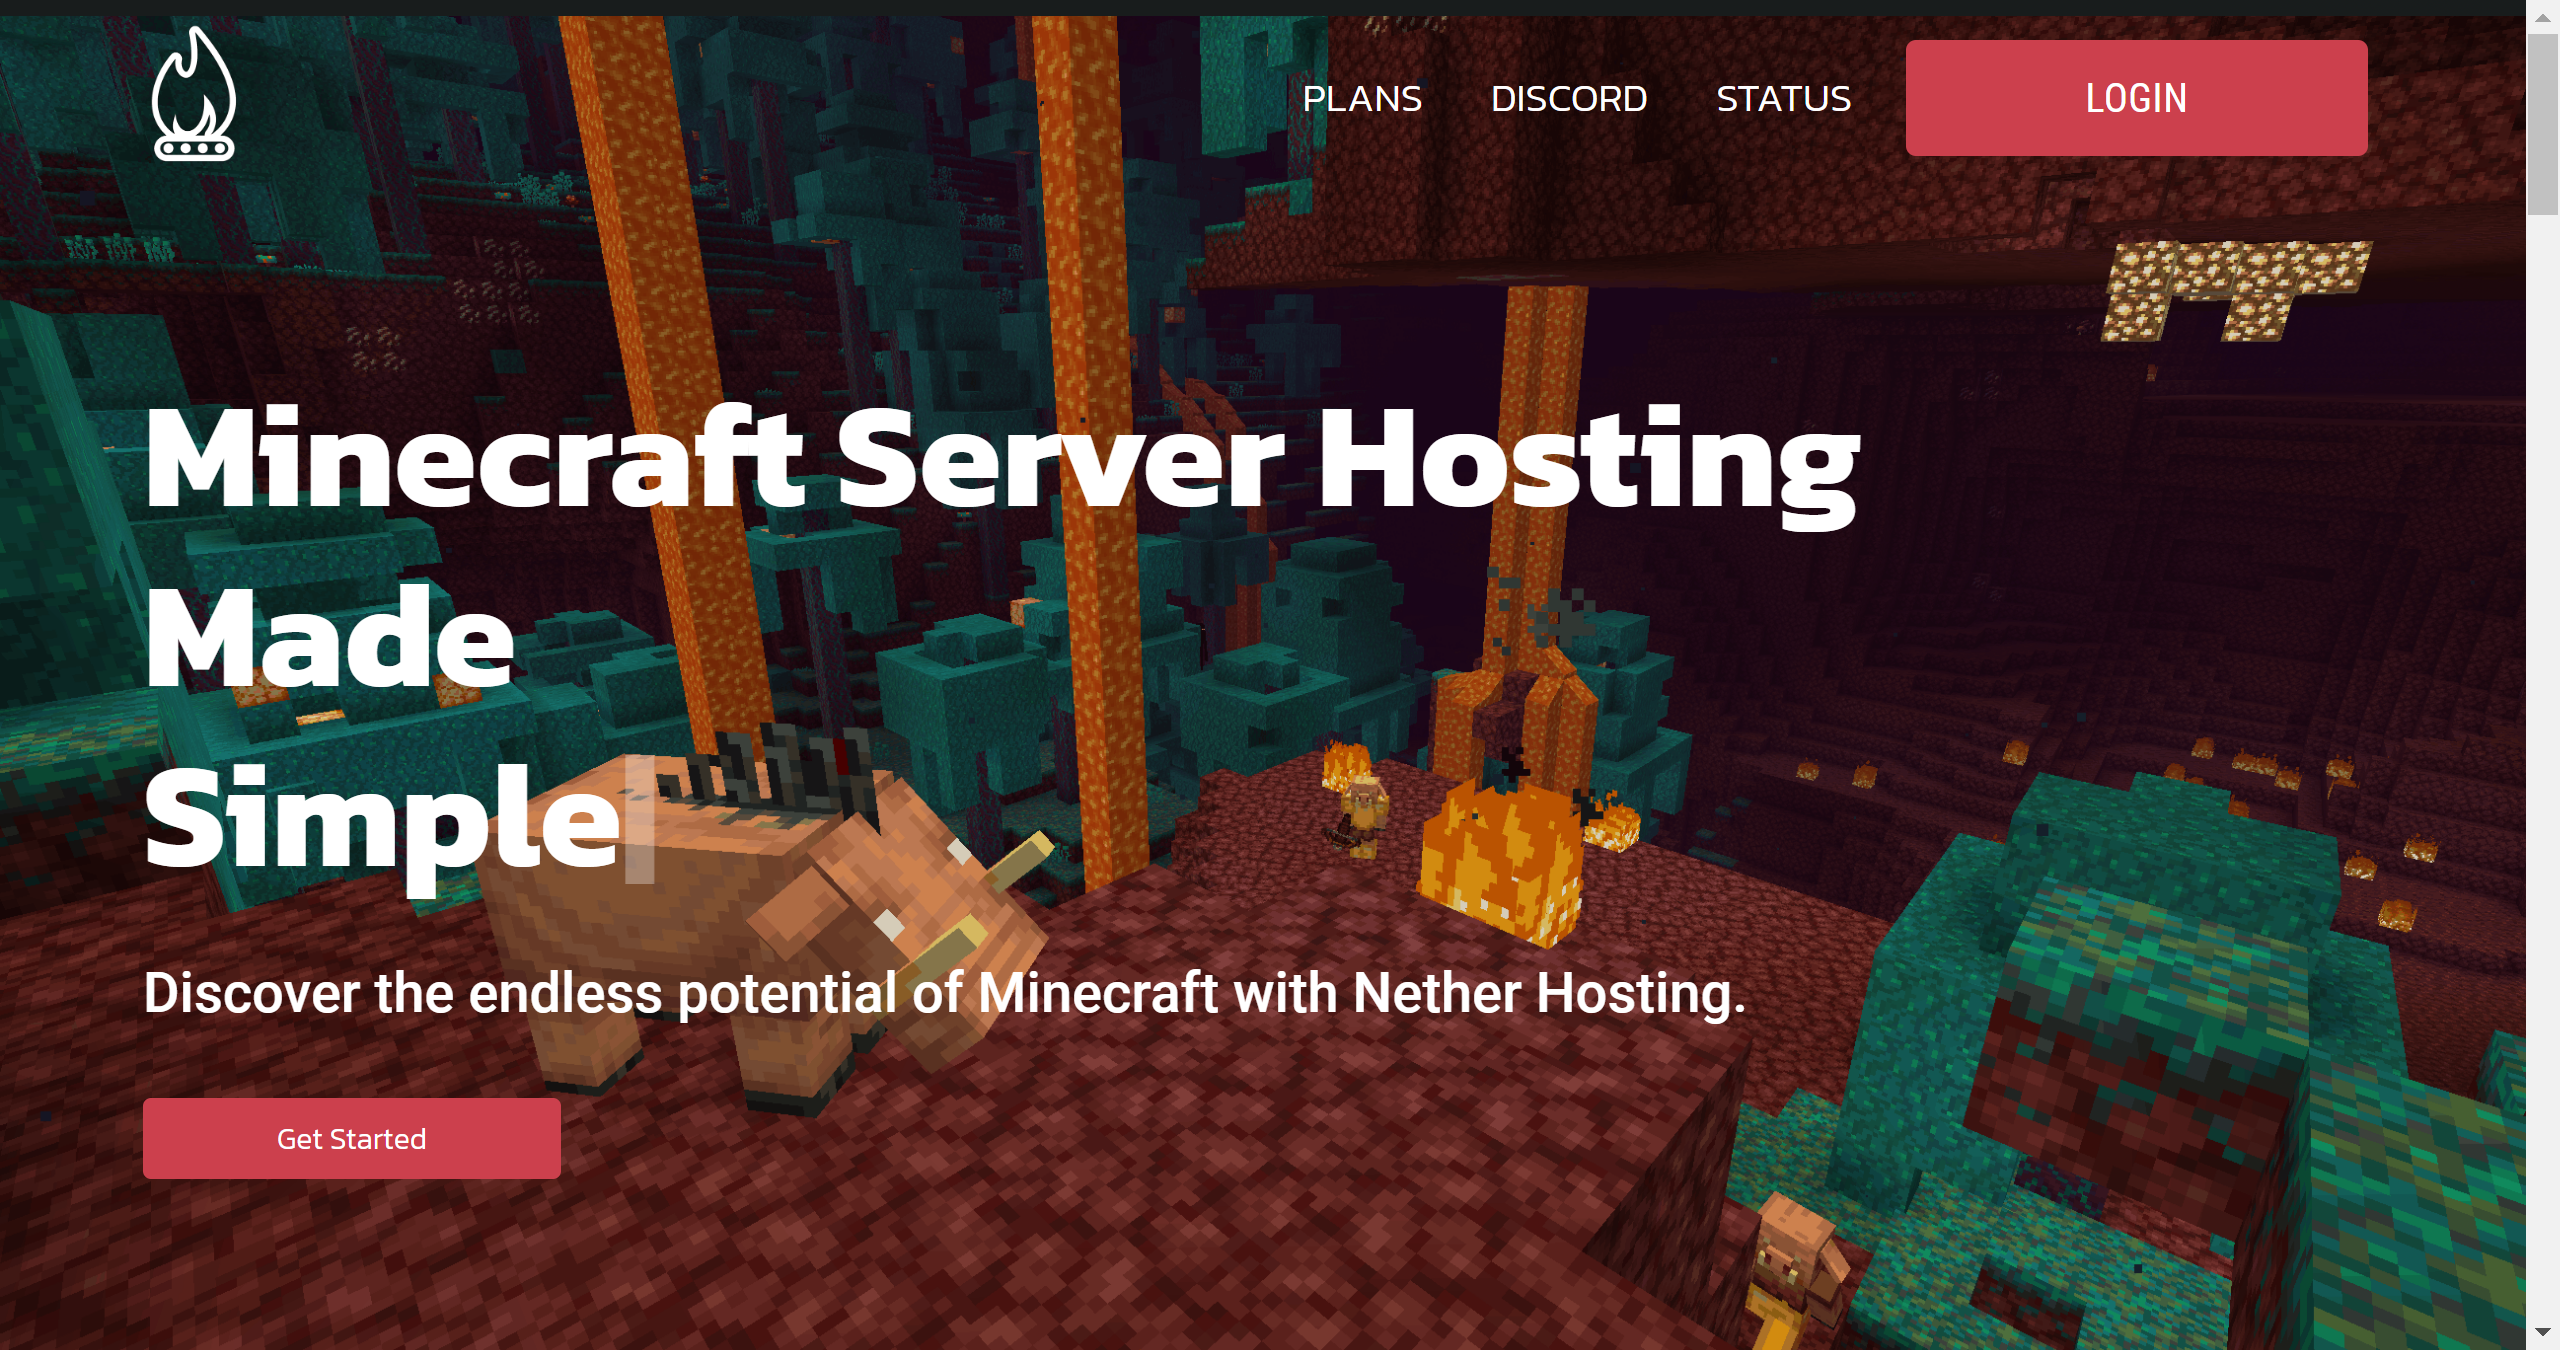 PLANS DISCORD STATUS LOGIN
Minecraft Server Hosting
Made
Simple
Discover the endless potential of Minecraft with Nether Hosting.
Get Started